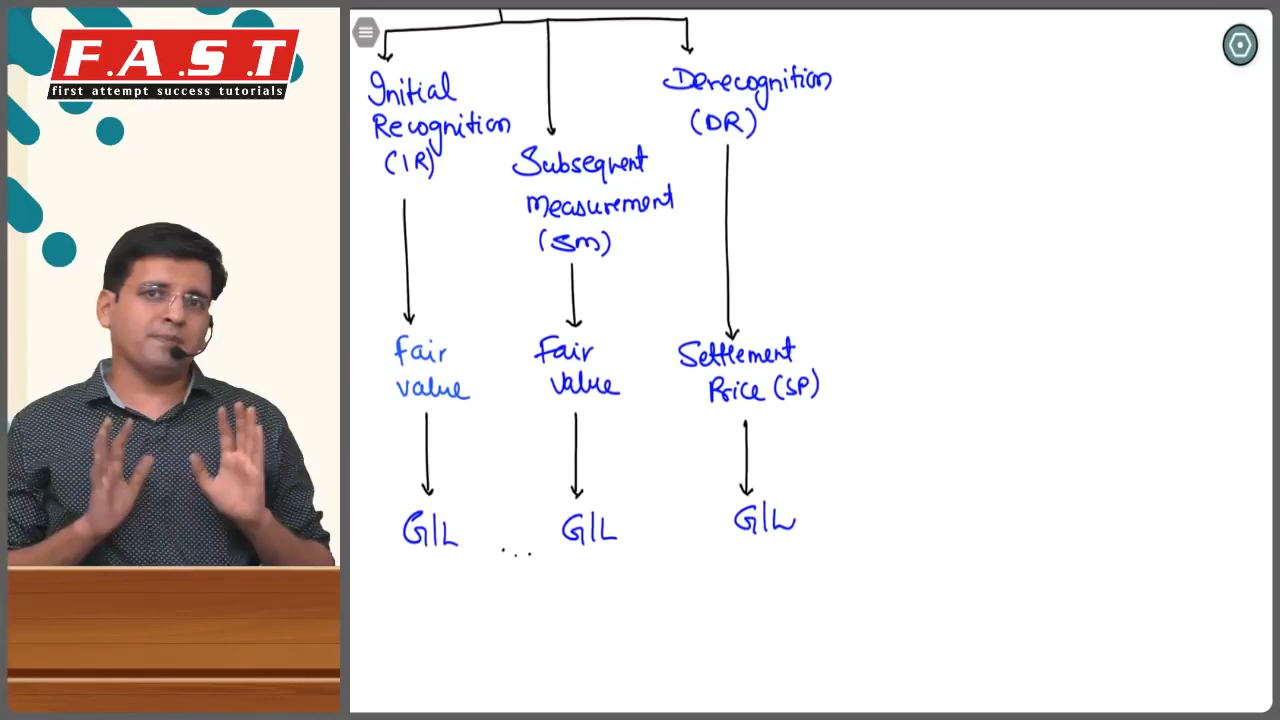 F.A.S.T
first attempt success tutorials
Initial
Recognition
(IR)
Subsequent
measurement
(SM)
Derecognition
(DR)
Fair
value
Fair
Value
Settlement
Price (SP)
G/L
...
G/L
G/L